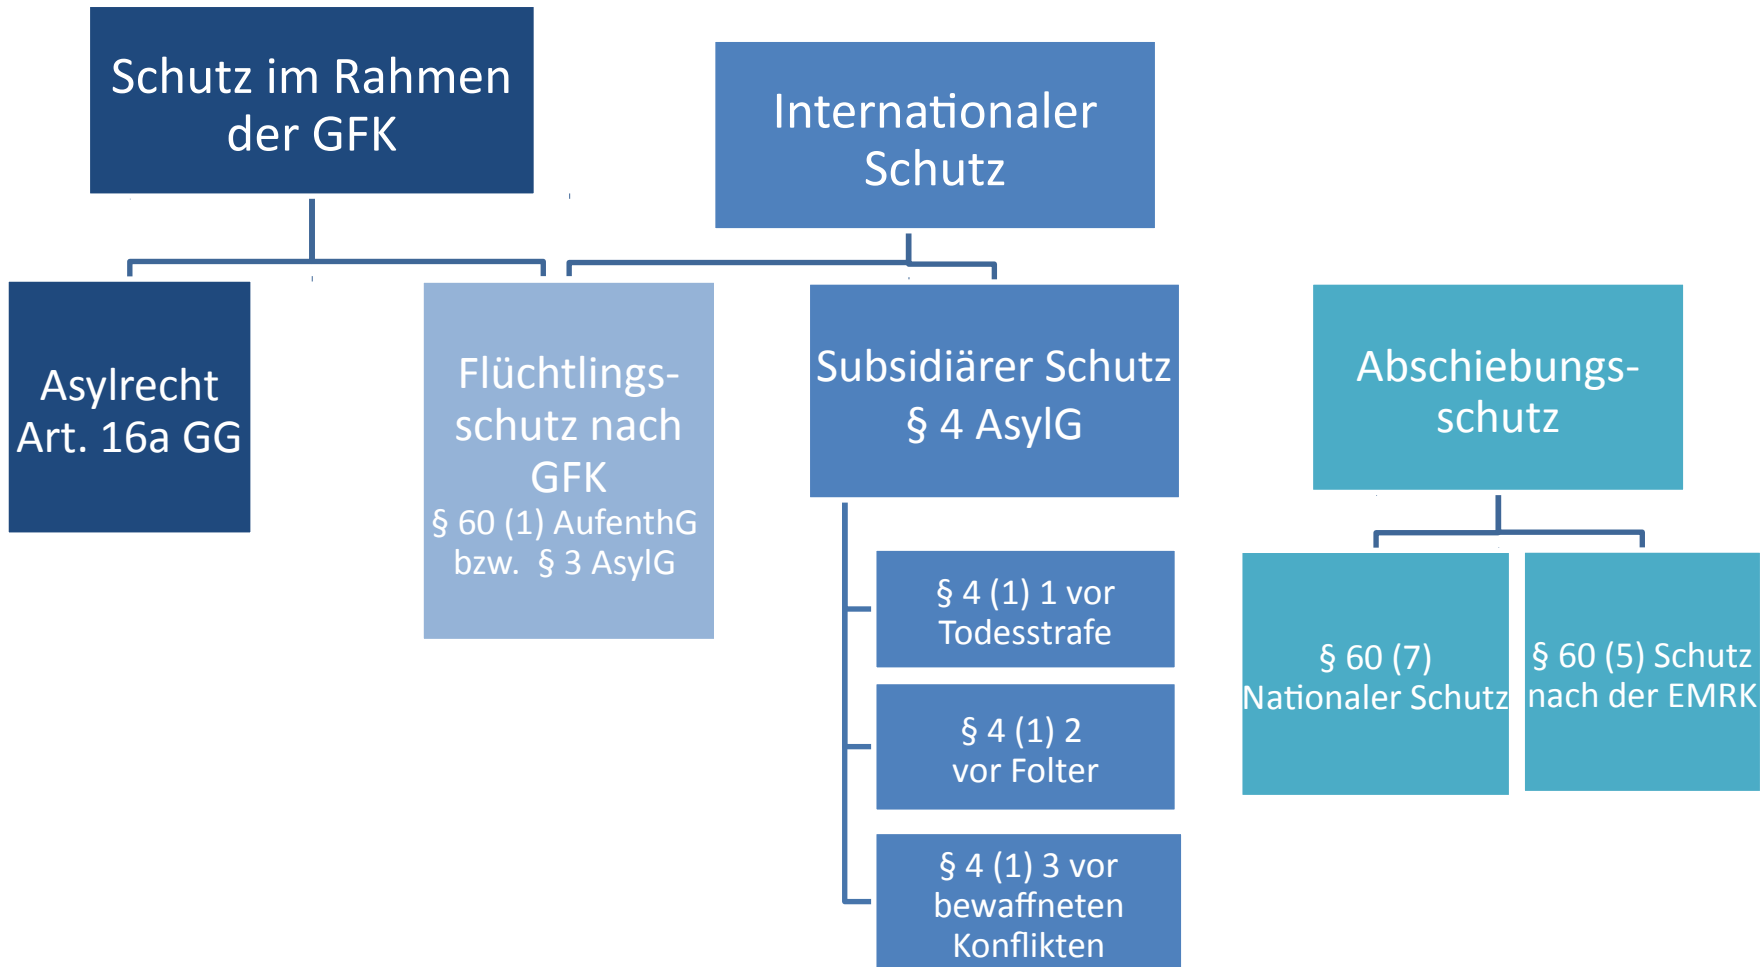 Schutz im Rahmen
der GFK
Internationaler
Schutz
Asylrecht
Art. 16a GG
Flüchtlings-
schutz nach
GFK
§ 60 (1) AufenthG
bzw.  § 3 AsylG
Subsidiärer Schutz
§ 4 AsylG
§ 4 (1) 1 vor
Todesstrafe
§ 4 (1) 2
vor Folter
§ 4 (1) 3 vor
bewaffneten
Konflikten
Abschiebungs-
schutz
§ 60 (7)
Nationaler Schutz
§ 60 (5) Schutz
nach der EMRK